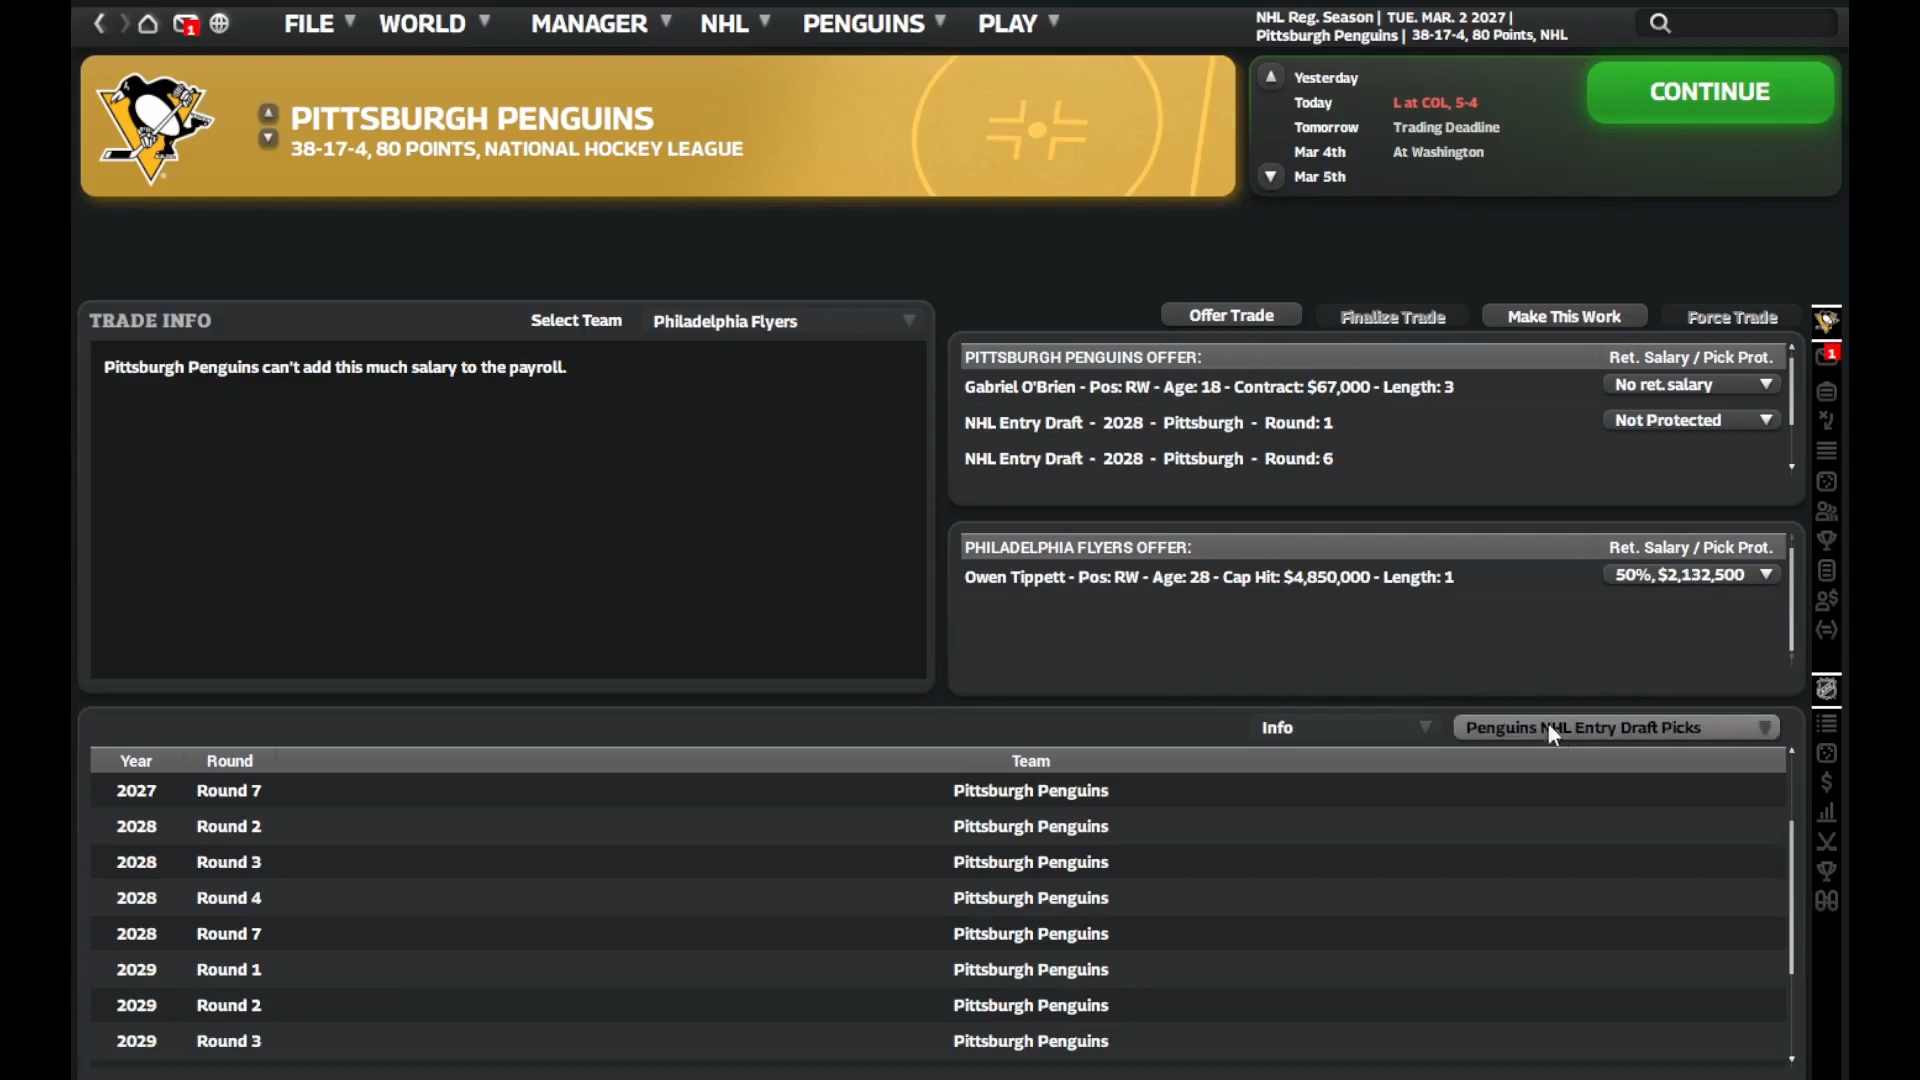 FILE WORLD MANAGER NHL PENGUINS PLAY
NHL Reg. Season | TUE. MAR. 2 2027 |
Pittsburgh Penguins | 38-17-4, 80 Points, NHL
1
PITTSBURGH PENGUINS
38-17-4, 80 POINTS, NATIONAL HOCKEY LEAGUE
Yesterday
Today L at COL, 5-4
Tomorrow Trading Deadline
Mar 4th At Washington
Mar 5th
CONTINUE
TRADE INFO Select Team Philadelphia Flyers
Pittsburgh Penguins can't add this much salary to the payroll.
Offer Trade Finalize Trade Make This Work Force Trade
PITTSBURGH PENGUINS OFFER: Ret. Salary / Pick Prot.
Gabriel O'Brien - Pos: RW - Age: 18 - Contract: $67,000 - Length: 3 No ret. salary
NHL Entry Draft - 2028 - Pittsburgh - Round: 1 Not Protected
NHL Entry Draft - 2028 - Pittsburgh - Round: 6
PHILADELPHIA FLYERS OFFER: Ret. Salary / Pick Prot.
Owen Tippett - Pos: RW - Age: 28 - Cap Hit: $4,850,000 - Length: 1 50%, $2,132,500
1
Info Penguins NHL Entry Draft Picks
Year Round Team
2027 Round 7 Pittsburgh Penguins
2028 Round 2 Pittsburgh Penguins
2028 Round 3 Pittsburgh Penguins
2028 Round 4 Pittsburgh Penguins
2028 Round 7 Pittsburgh Penguins
2029 Round 1 Pittsburgh Penguins
2029 Round 2 Pittsburgh Penguins
2029 Round 3 Pittsburgh Penguins